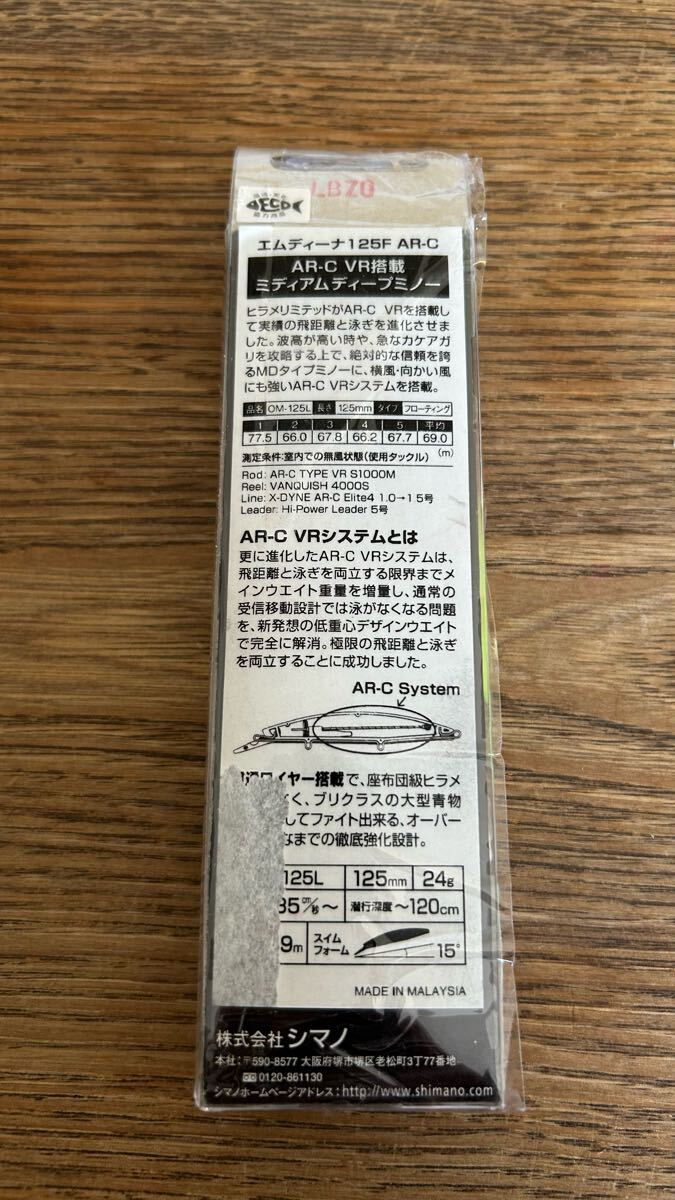 LBZ0
DECO
協力商品
エムディーナ125F AR-C
AR-C VR搭載
ミディアムディープミノー
ヒラメリミテッドがAR-C VRを搭載し
て実績の飛距離と泳ぎを進化させま
した。波高が高い時や、急なカケアガ
リを攻略する上で、絶対的な信頼を誇
るMDタイプミノーに、横風・向かい風
にも強いAR-C VRシステムを搭載。
品名 OM-125L 長さ 125mm タイプ フローティング
1 2 3 4 5 平均
77.5 66.0 67.8 66.2 67.7 69.0
測定条件:室内での無風状態(使用タックル) (m)
Rod: AR-C TYPE VR S1000M
Reel: VANQUISH 4000S
Line: X-DYNE AR-C Elite4 1.0→1 5号
Leader: Hi-Power Leader 5号
AR-C VRシステムとは
更に進化したAR-C VRシステムは、
飛距離と泳ぎを両立する限界までメ
インウエイト重量を増量し、通常の
受信移動設計では泳がなくなる問題
を、新発想の低重心デザインウエイト
で完全に解消。極限の飛距離と泳ぎ
を両立することに成功しました。
AR-C System
ワイヤー搭載で、座布団級ヒラメ
く、ブリクラスの大型青物
してファイト出来る、オーバー
なまでの徹底強化設計。
125L 125mm 24g
35cm/秒〜 潜行深度〜120cm
9m スイムフォーム 15°
MADE IN MALAYSIA
株式会社シマノ
本社:〒590-8577 大阪府堺市堺区老松町3丁77番地
0120-861130
シマノホームページアドレス:http://www.shimano.com